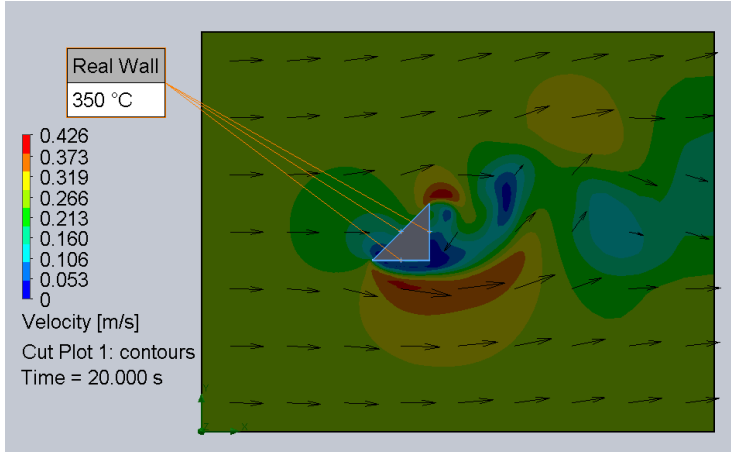 Real Wall
350 °C
0.426
0.373
0.319
0.266
0.213
0.160
0.106
0.053
0
Velocity [m/s]
Cut Plot 1: contours
Time = 20.000 s
Y
Z
X